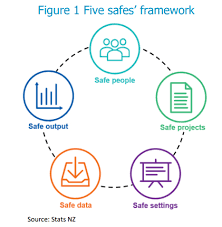 Figure 1 Five safes' framework
Safe people
Safe output
Safe projects
Safe data
Safe settings
Source: Stats NZ